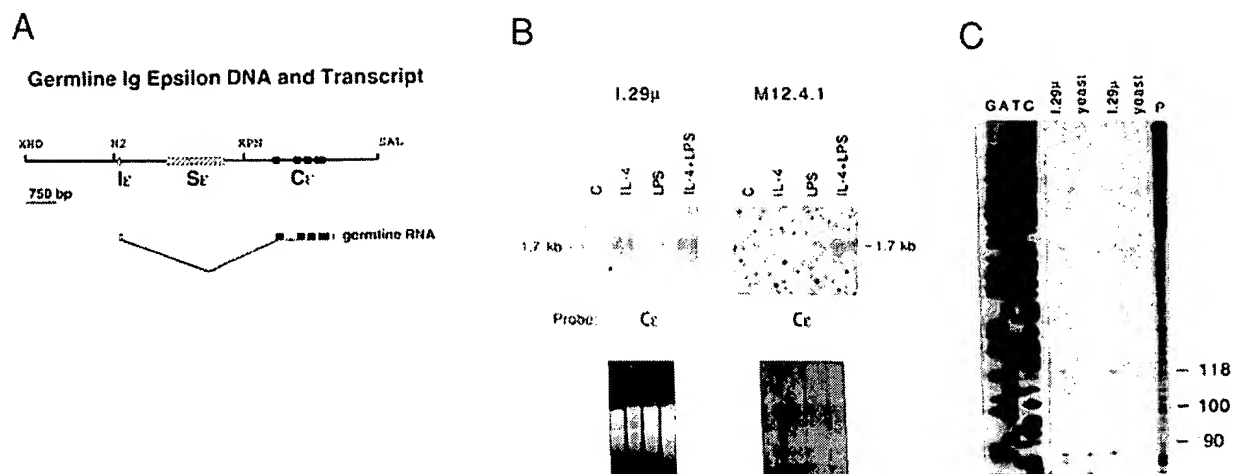 A
Germline Ig Epsilon DNA and Transcript
XHO H2 KPN SAL
Iε Sε Cε
750 bp
germline RNA
B
I.29μ M12.4.1
C IL-4 LPS IL-4+LPS C IL-4 LPS IL-4+LPS
1.7 kb - - 1.7 kb
Probe: Cε Cε
C
G A T C I.29μ yeast I.29μ yeast P
- 118
- 100
- 90